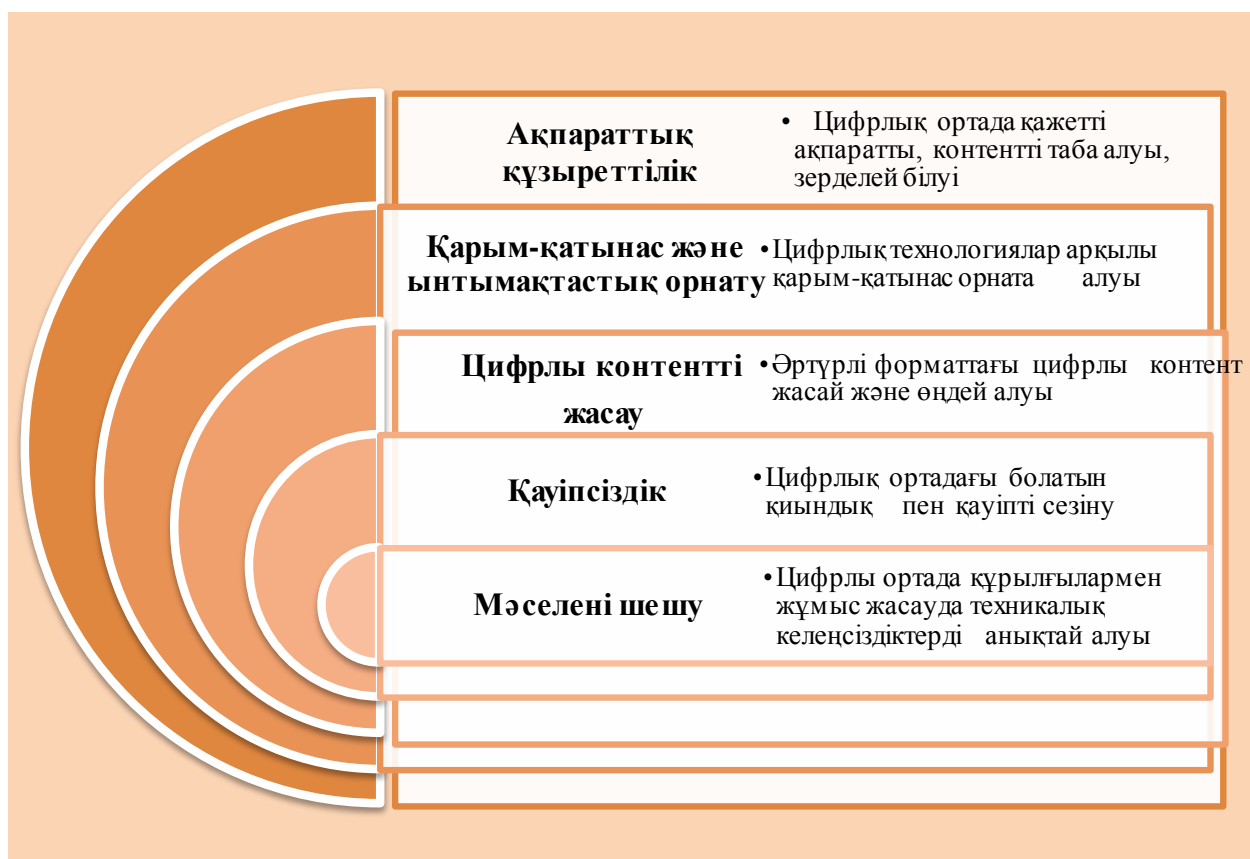 Ақпараттық
құзыреттілік
• Цифрлық ортада қажетті
ақпаратты, контентті таба алуы,
зерделей білуі
Қарым-қатынас және
ынтымақтастық орнату
•Цифрлық технологиялар арқылы
қарым-қатынас орната алуы
Цифрлы контентті
жасау
•Әртүрлі форматтағы цифрлы контент
жасай және өңдей алуы
Қауіпсіздік
•Цифрлық ортадағы болатын
қиындық пен қауіпті сезіну
Мәселені шешу
•Цифрлы ортада құрылғылармен
жұмыс жасауда техникалық
келеңсіздіктерді анықтай алуы